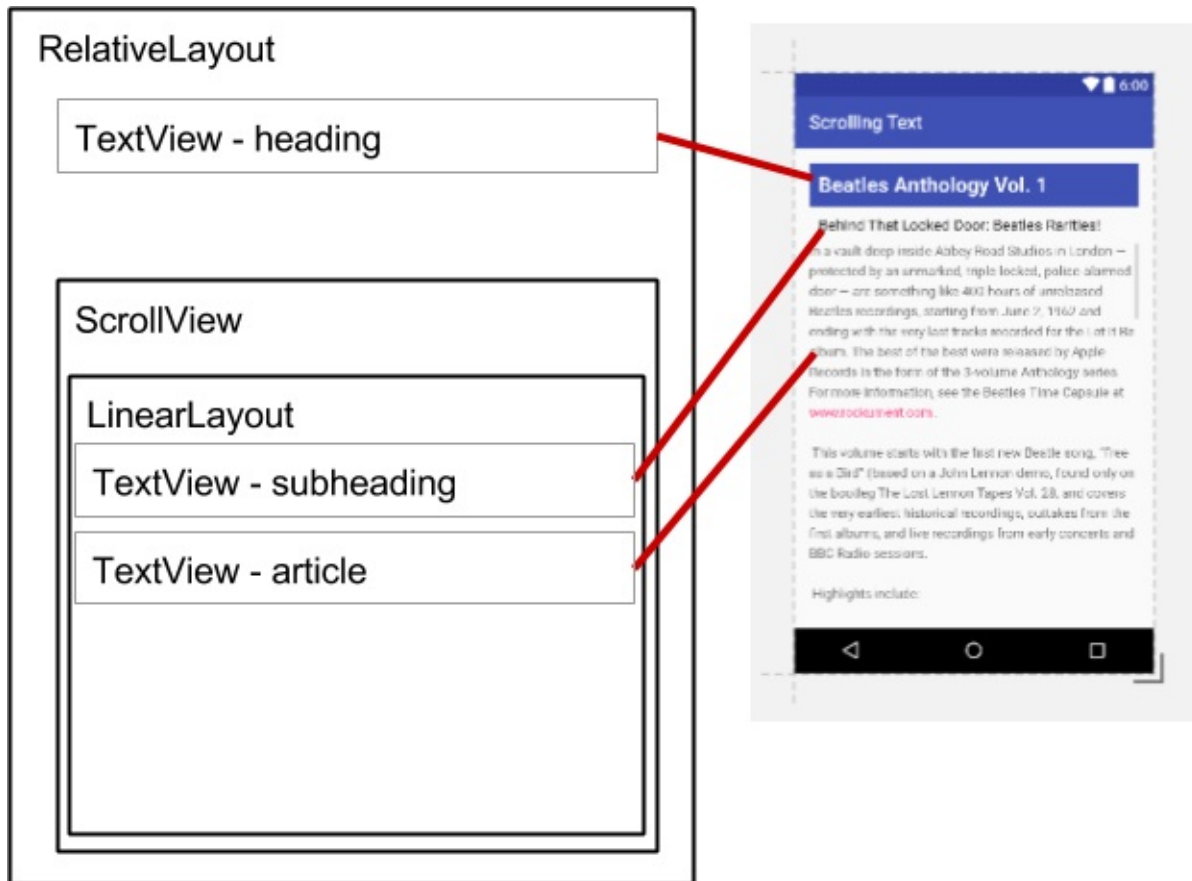 RelativeLayout
TextView - heading
ScrollView
LinearLayout
TextView - subheading
TextView - article
6:00
Scrolling Text
Beatles Anthology Vol. 1
Behind That Locked Door: Beatles Rarities!
In a vault deep inside Abbey Road Studios in London —
protected by an unmarked, triple locked, police alarmed
door — are something like 400 hours of unreleased
Beatles recordings, starting from June 2, 1962 and
ending with the very last tracks recorded for the Let It Be
album. The best of the best were released by Apple
Records in the form of the 3-volume Anthology series.
For more information, see the Beatles Time Capsule at
www.rockument.com.
This volume starts with the first new Beatle song, "Free
as a Bird" (based on a John Lennon demo, found only on
the bootleg The Lost Lennon Tapes Vol. 28, and covers
the very earliest historical recordings, outtakes from the
first albums, and live recordings from early concerts and
BBC Radio sessions.
Highlights include: